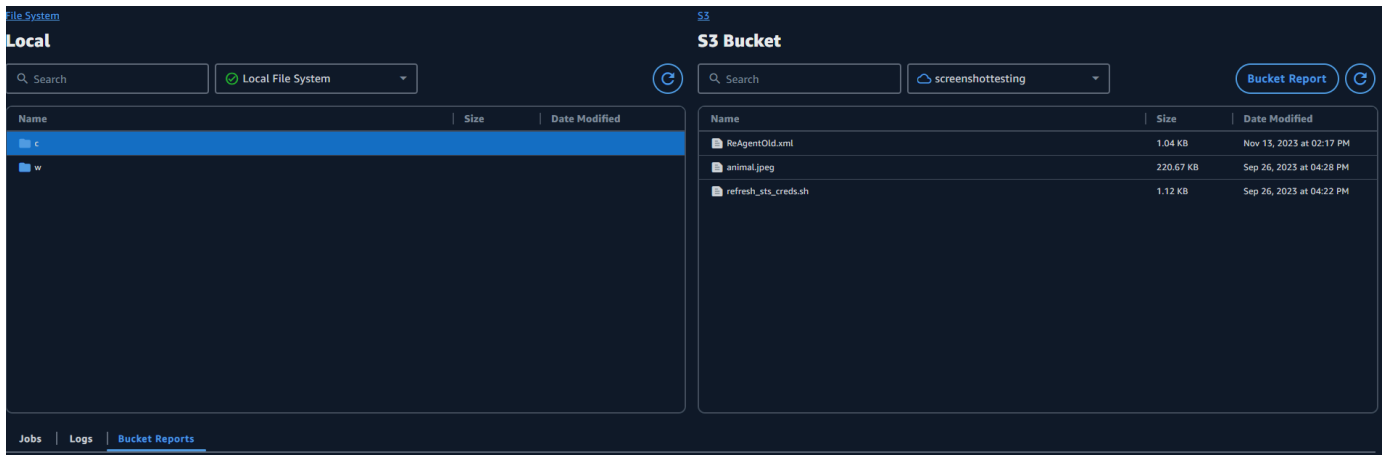 File System
Local
Search
Local File System
Name Size Date Modified
c
w
S3
S3 Bucket
Search
screenshottesting
Bucket Report
Name Size Date Modified
ReAgentOld.xml 1.04 KB Nov 13, 2023 at 02:17 PM
animal.jpeg 220.67 KB Sep 26, 2023 at 04:28 PM
refresh_sts_creds.sh 1.12 KB Sep 26, 2023 at 04:22 PM
Jobs Logs Bucket Reports